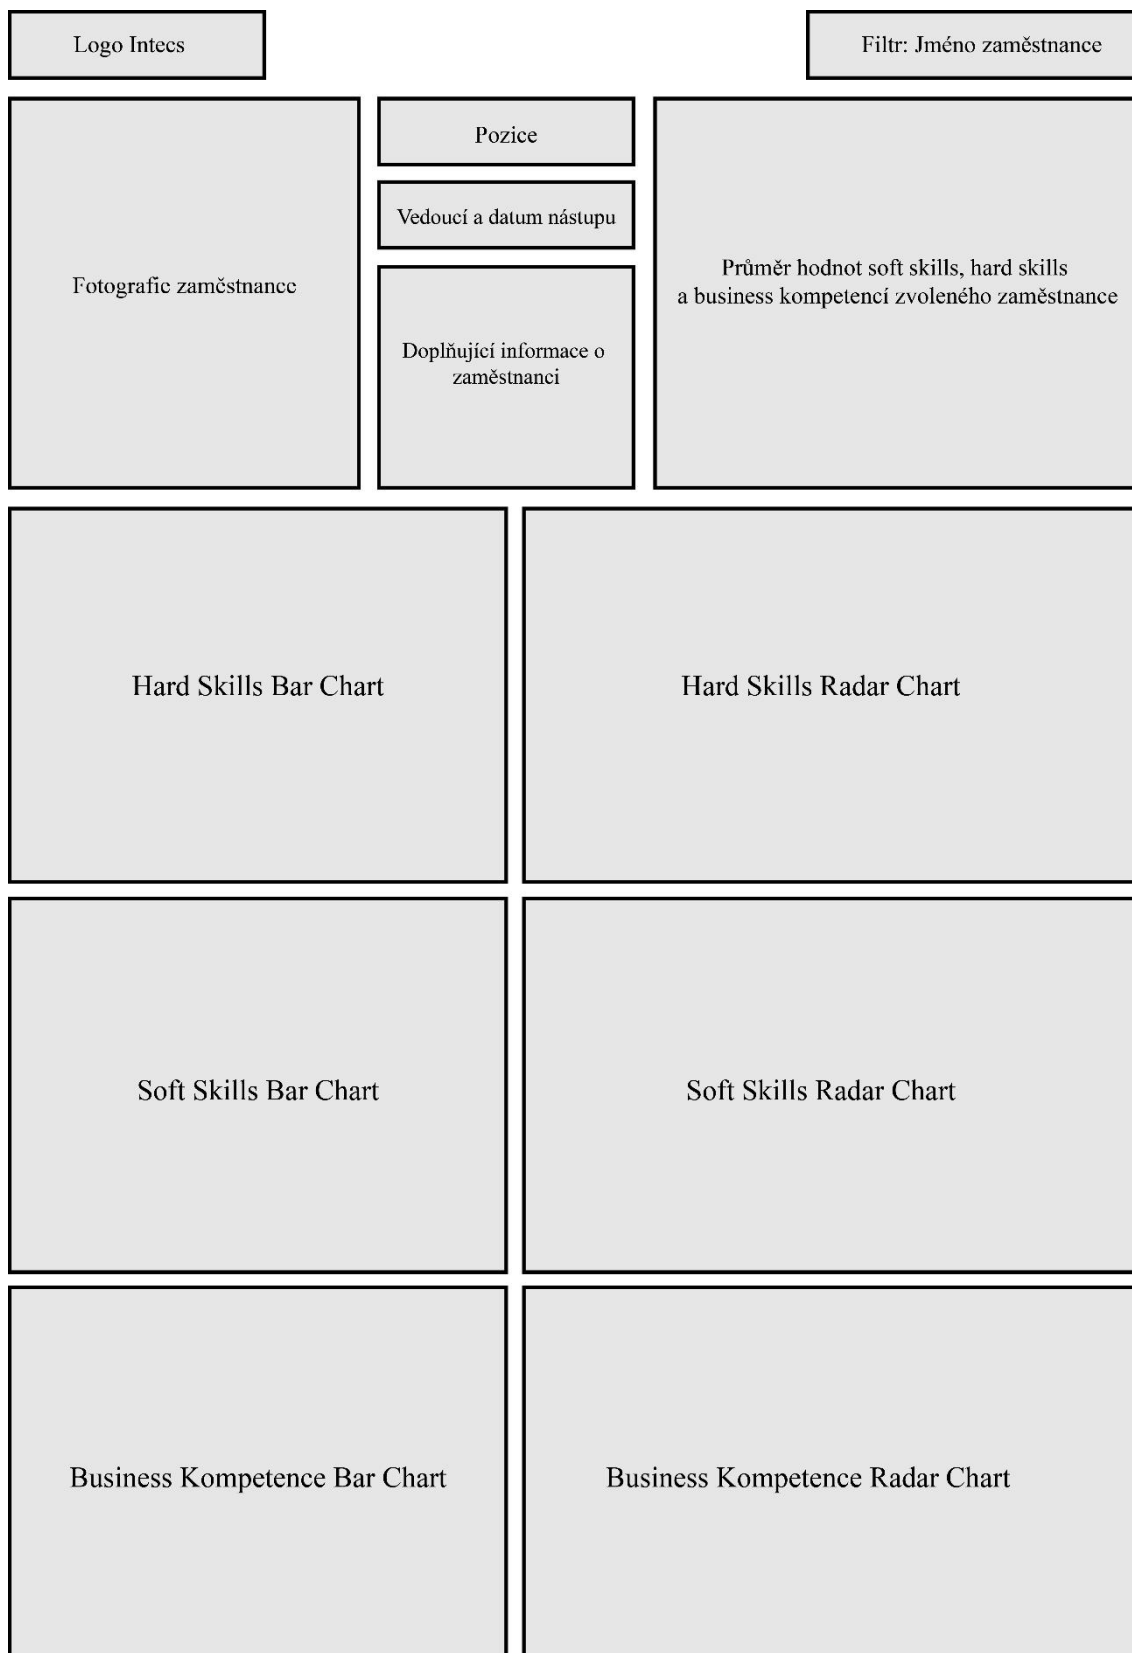 Logo Intecs
Filtr: Jméno zaměstnance
Fotografie zaměstnance
Pozice
Vedoucí a datum nástupu
Doplňující informace o
zaměstnanci
Průměr hodnot soft skills, hard skills
a business kompetencí zvoleného zaměstnance
Hard Skills Bar Chart
Hard Skills Radar Chart
Soft Skills Bar Chart
Soft Skills Radar Chart
Business Kompetence Bar Chart
Business Kompetence Radar Chart